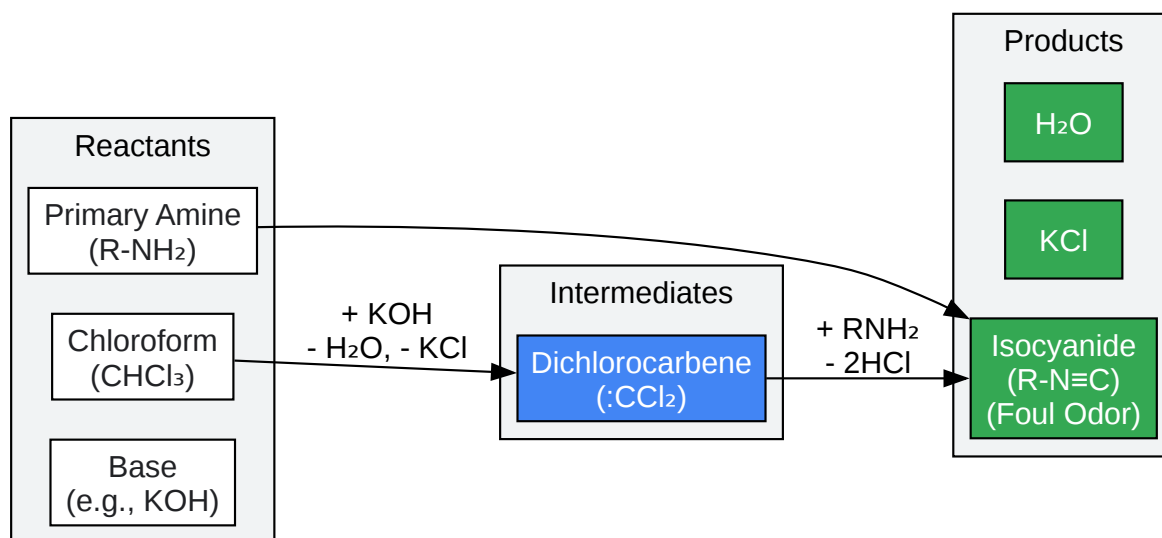 Reactants
Primary Amine
(R-NH₂)
Chloroform
(CHCl₃)
Base
(e.g., KOH)
+ KOH
- H₂O, - KCl
Intermediates
Dichlorocarbene
(:CCl₂)
+ RNH₂
- 2HCl
Products
H₂O
KCl
Isocyanide
(R-N≡C)
(Foul Odor)